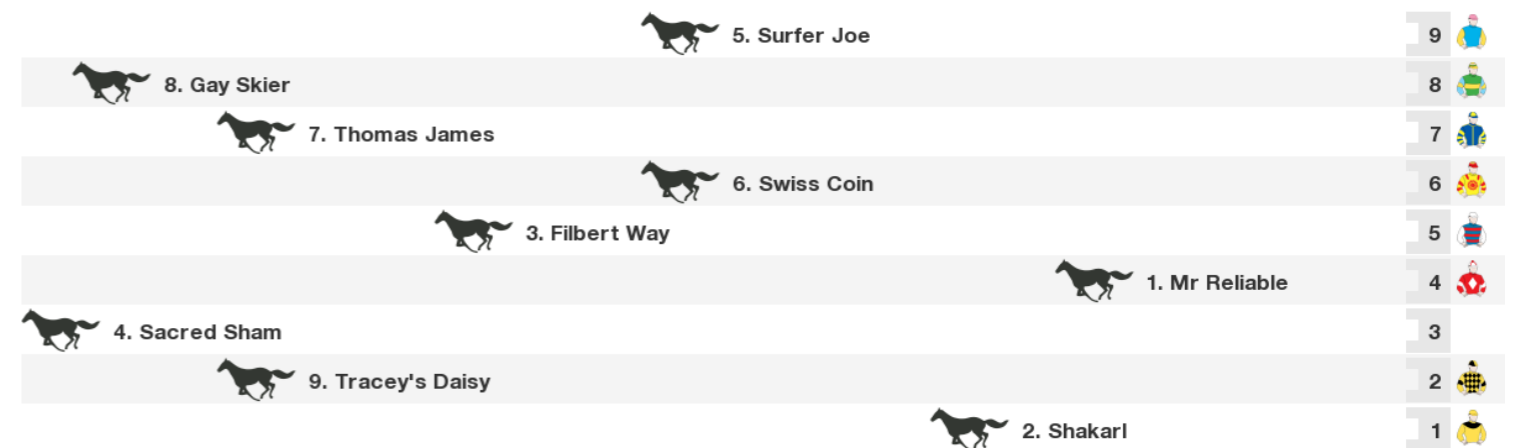 5. Surfer Joe 9
8. Gay Skier 8
7. Thomas James 7
6. Swiss Coin 6
3. Filbert Way 5
1. Mr Reliable 4
4. Sacred Sham 3
9. Tracey's Daisy 2
2. Shakarl 1